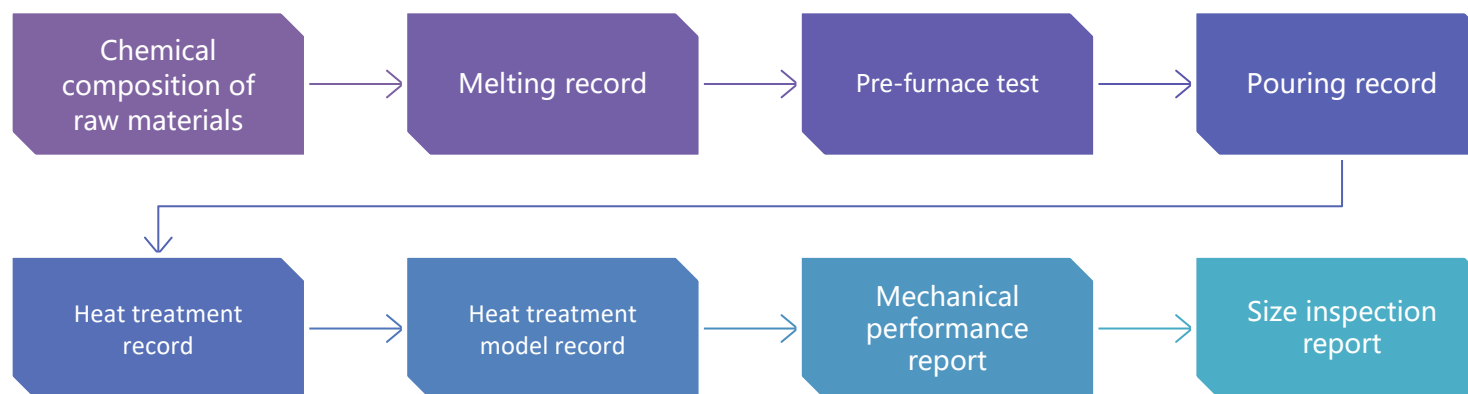 Chemical
composition of
raw materials
Melting record
Pre-furnace test
Pouring record
Heat treatment
record
Heat treatment
model record
Mechanical
performance
report
Size inspection
report